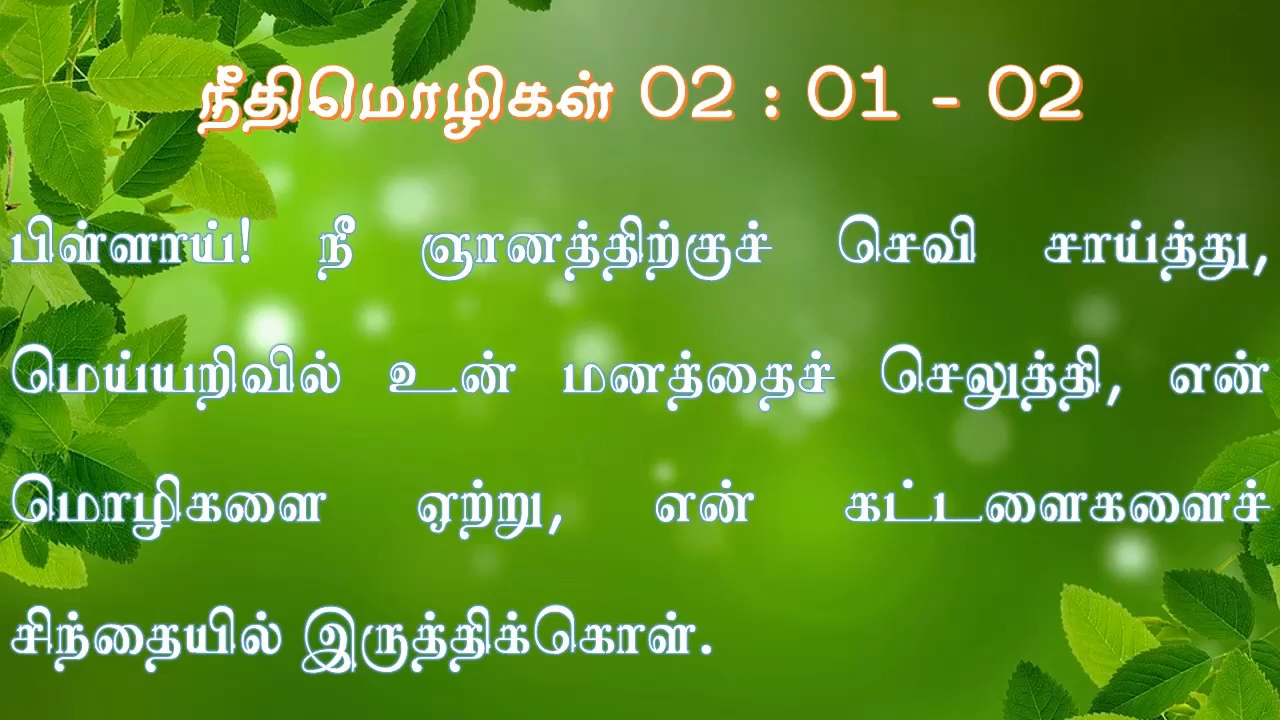 நீதிமொழிகள் 02 : 01 - 02
பிள்ளாய்! நீ ஞானத்திற்குச் செவி சாய்த்து,
மெய்யறிவில் உன் மனத்தைச் செலுத்தி, என்
மொழிகளை ஏற்று, என் கட்டளைகளைச்
சிந்தையில் இருத்திக்கொள்.